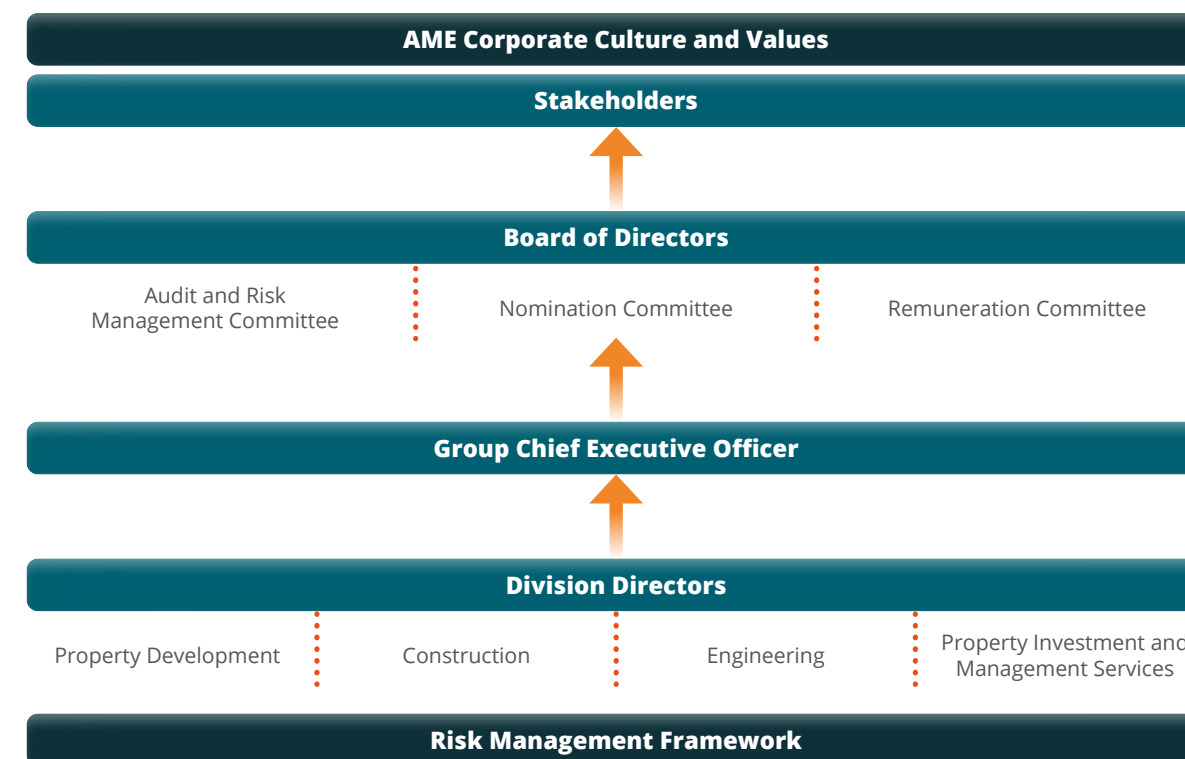 AME Corporate Culture and Values
Stakeholders
Board of Directors
Audit and Risk
Management Committee
Nomination Committee
Remuneration Committee
Group Chief Executive Officer
Division Directors
Property Development
Construction
Engineering
Property Investment and
Management Services
Risk Management Framework